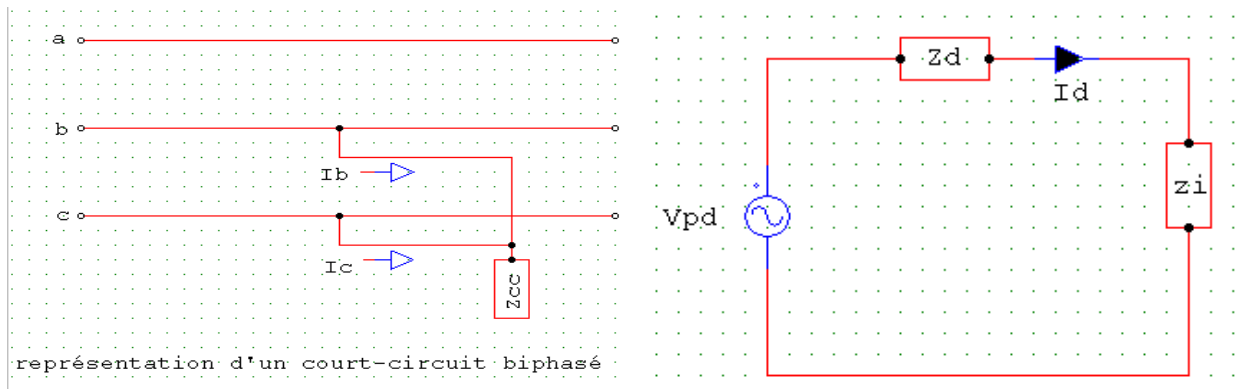 a
b
Ib
c
Ic
Zcc
représentation d'un court-circuit biphasé
Zd
Id
zi
Vpd